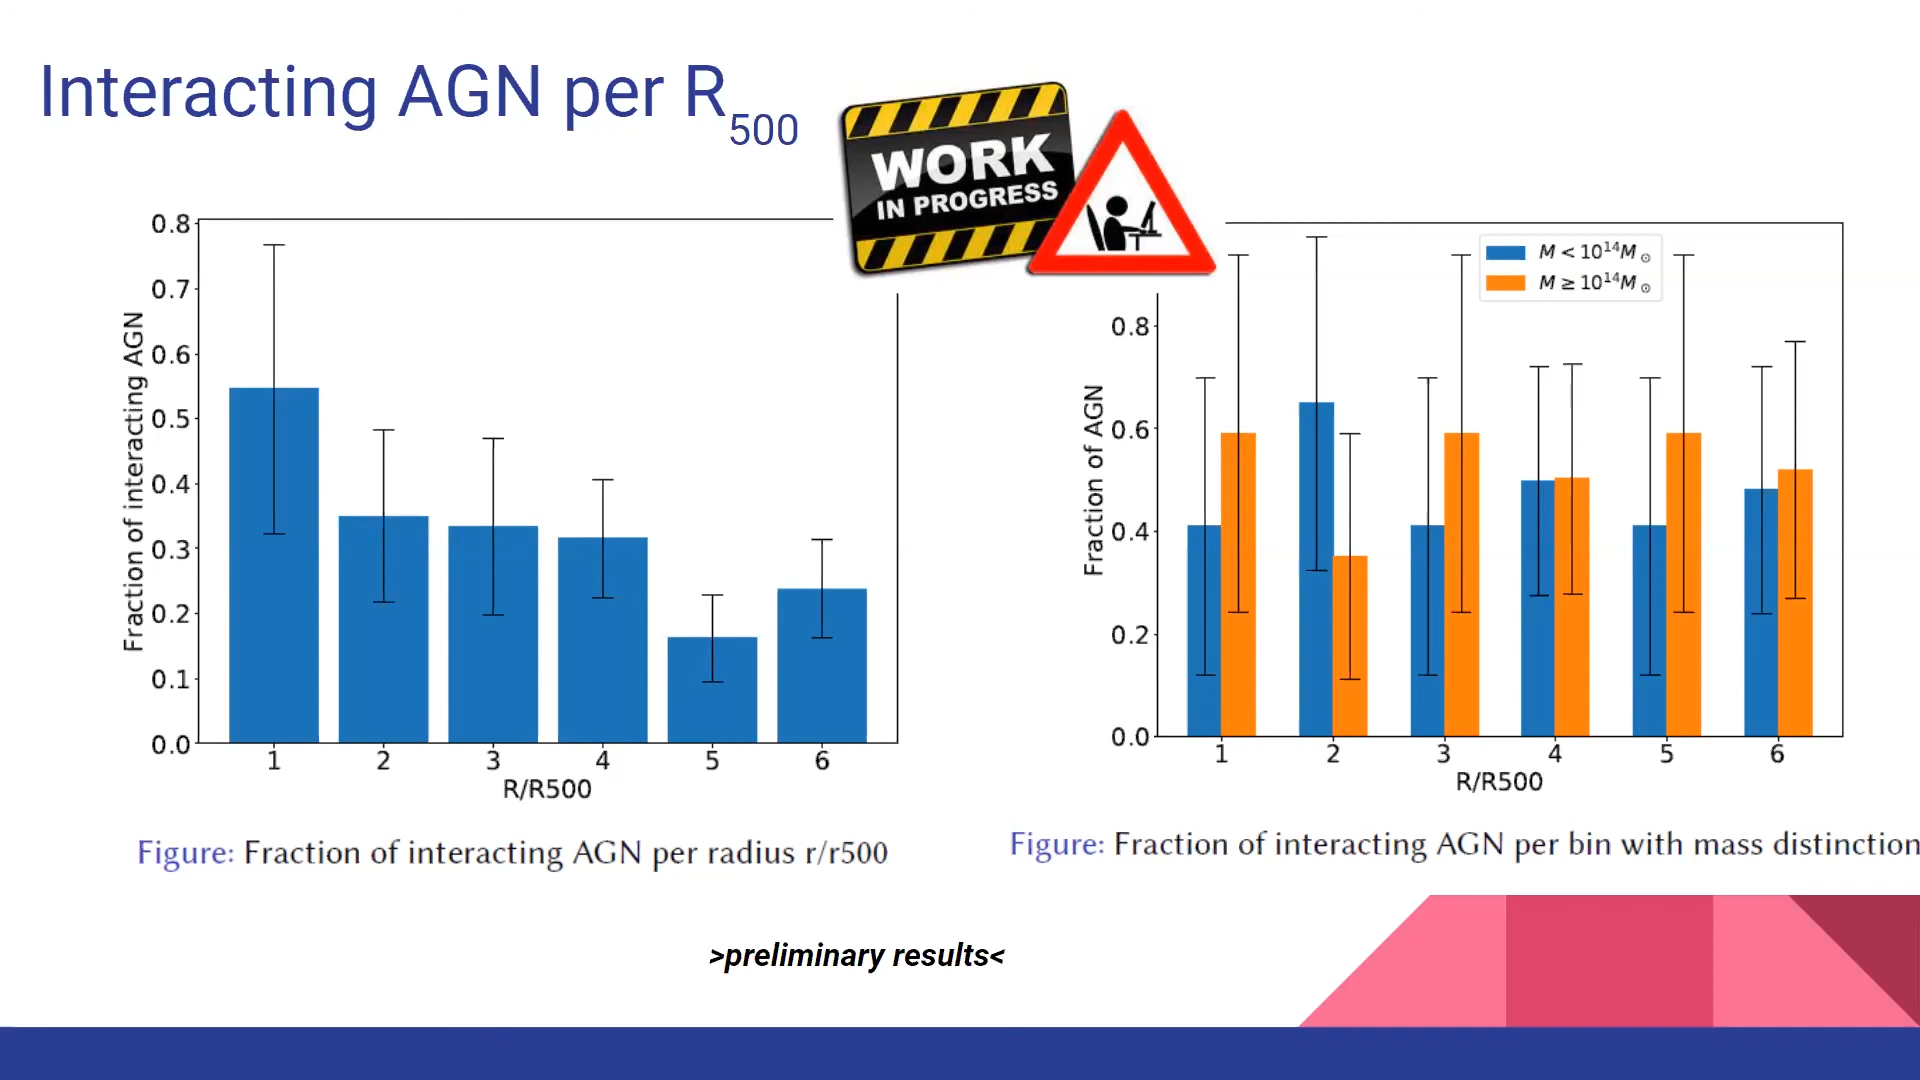 Interacting AGN per R500
WORK
IN PROGRESS
0.8
0.7
0.6
0.5
0.4
0.3
0.2
0.1
0.0
Fraction of interacting AGN
1 2 3 4 5 6
R/R500
Figure: Fraction of interacting AGN per radius r/r500
M < 10¹⁴M⊙
M ≥ 10¹⁴M⊙
0.8
0.6
0.4
0.2
0.0
Fraction of AGN
1 2 3 4 5 6
R/R500
Figure: Fraction of interacting AGN per bin with mass distinction
>preliminary results<